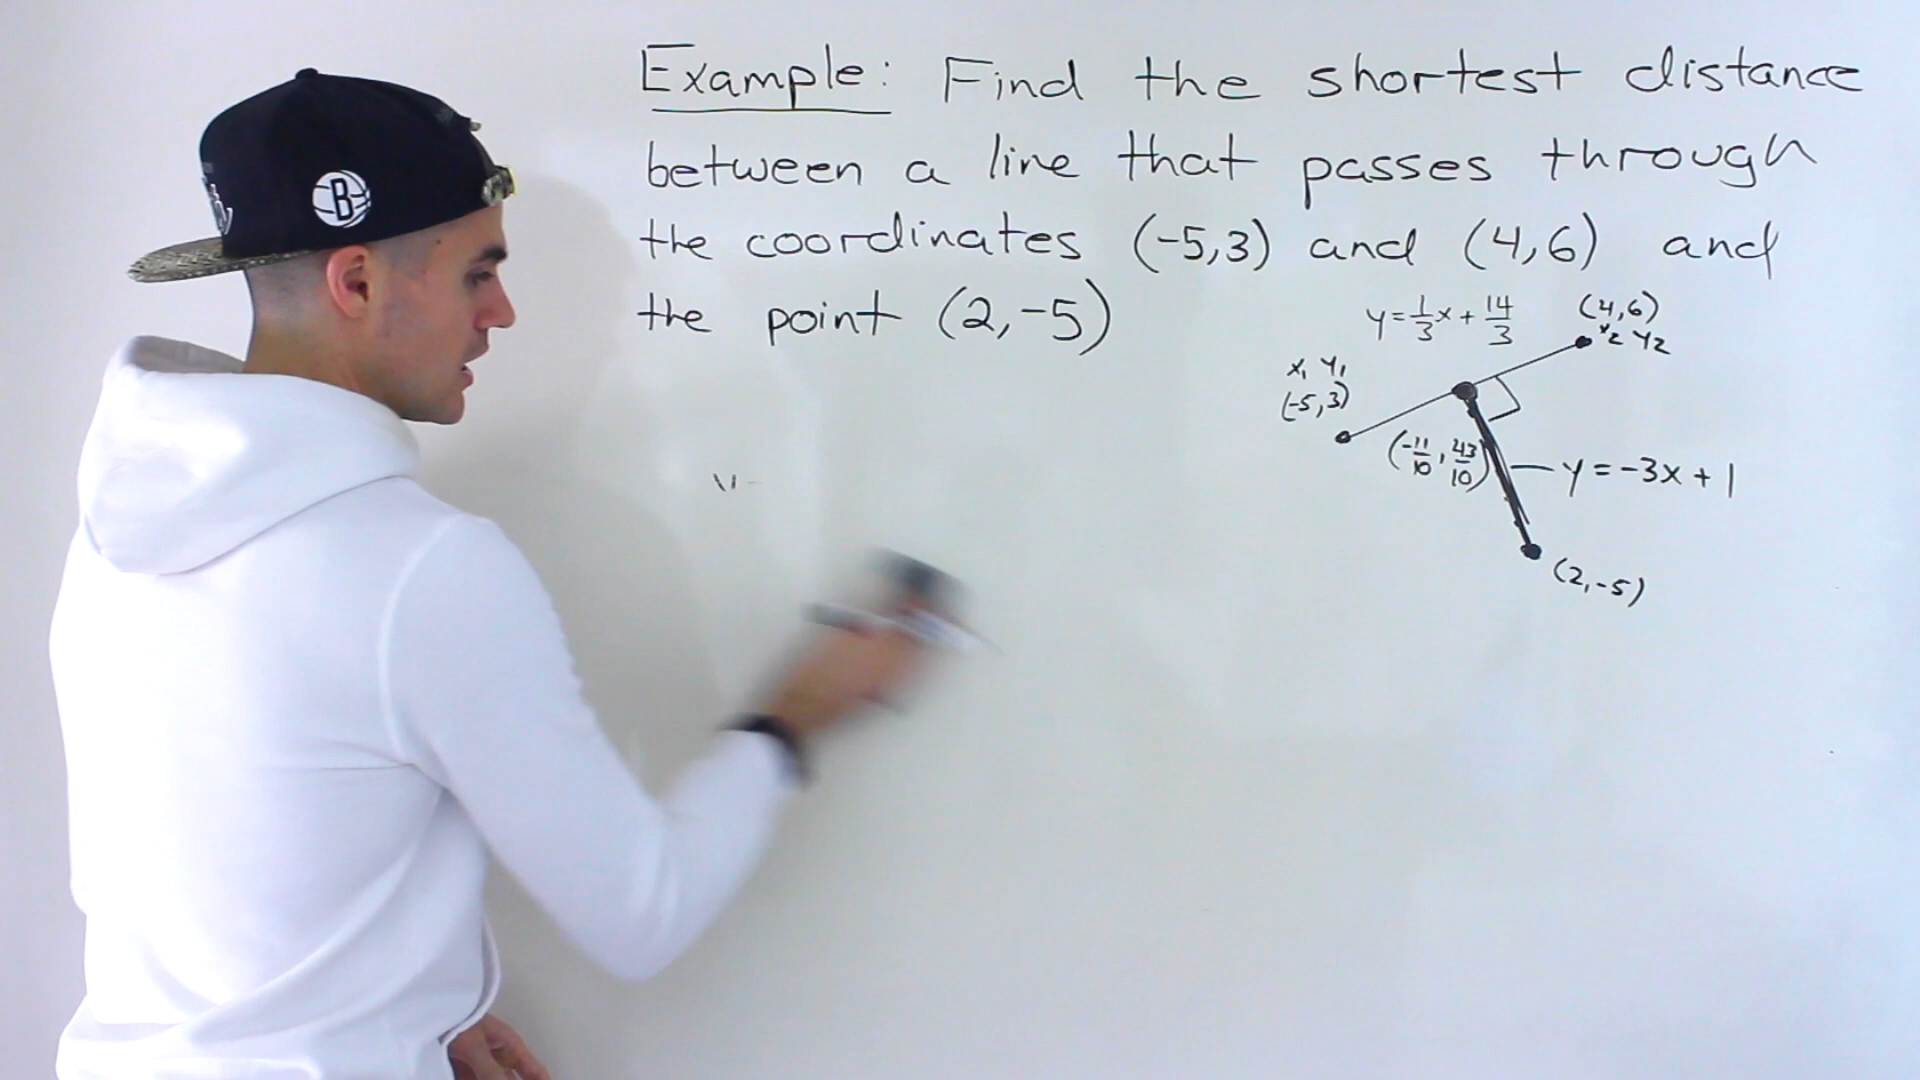 Example: Find the shortest distance
between a line that passes through
the coordinates (-5,3) and (4,6) and
the point (2,-5)
y=1/3x+14/3
(4,6)
x2 y2
x1 y1
(-5,3)
(-11/10, 43/10)
y=-3x+1
(2,-5)
B